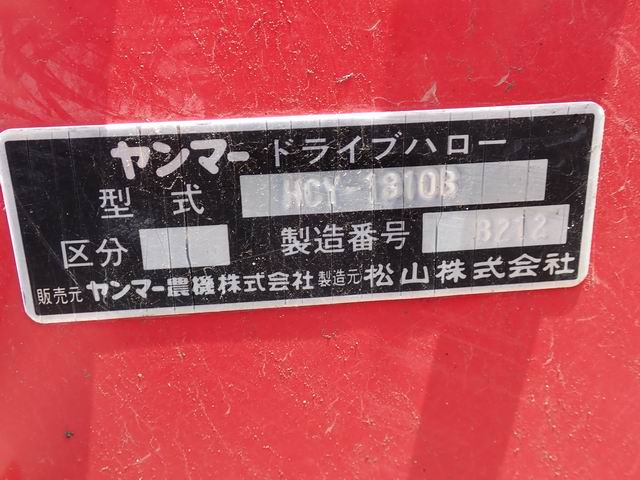 ヤンマー ドライブハロー
型式 HCY-1810B
区分 製造番号 8212
販売元 ヤンマー農機株式会社 製造元 松山株式会社